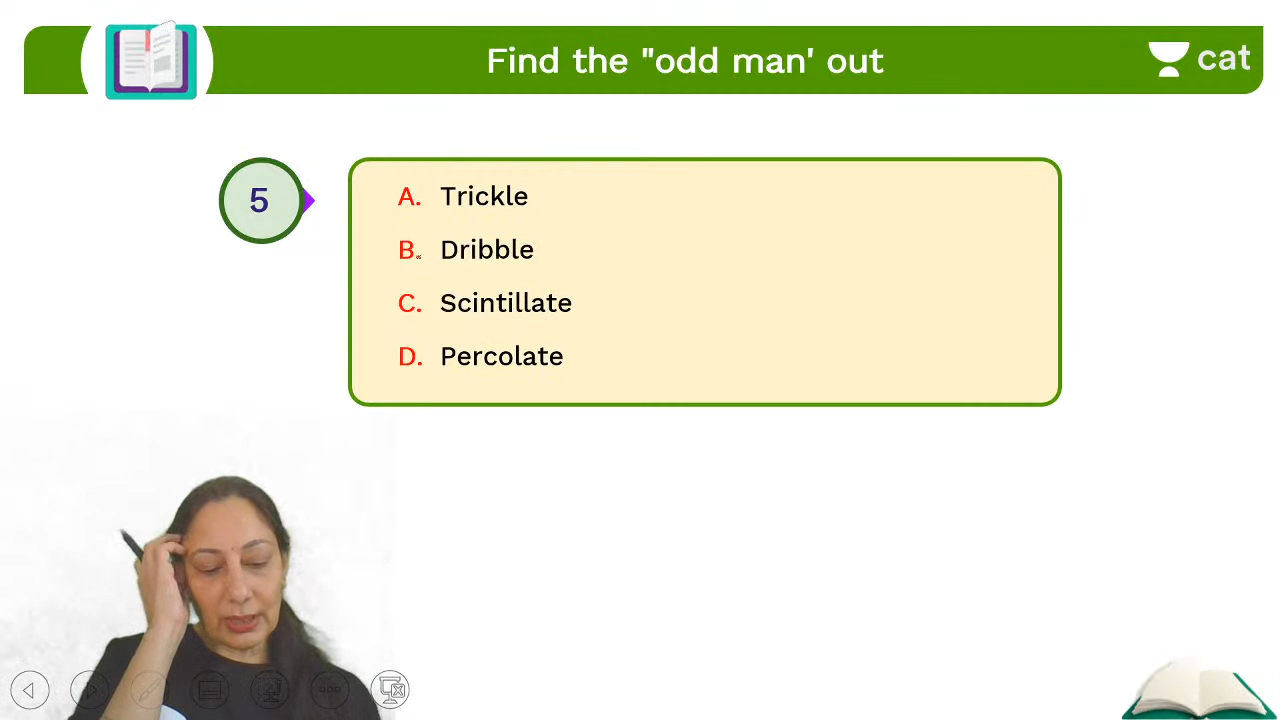 Find the "odd man' out
cat
5
A. Trickle
B. Dribble
C. Scintillate
D. Percolate